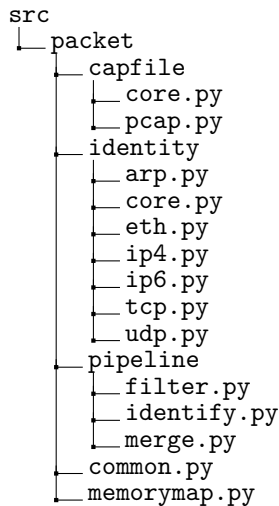 src
packet
capfile
core.py
pcap.py
identity
arp.py
core.py
eth.py
ip4.py
ip6.py
tcp.py
udp.py
pipeline
filter.py
identify.py
merge.py
common.py
memorymap.py